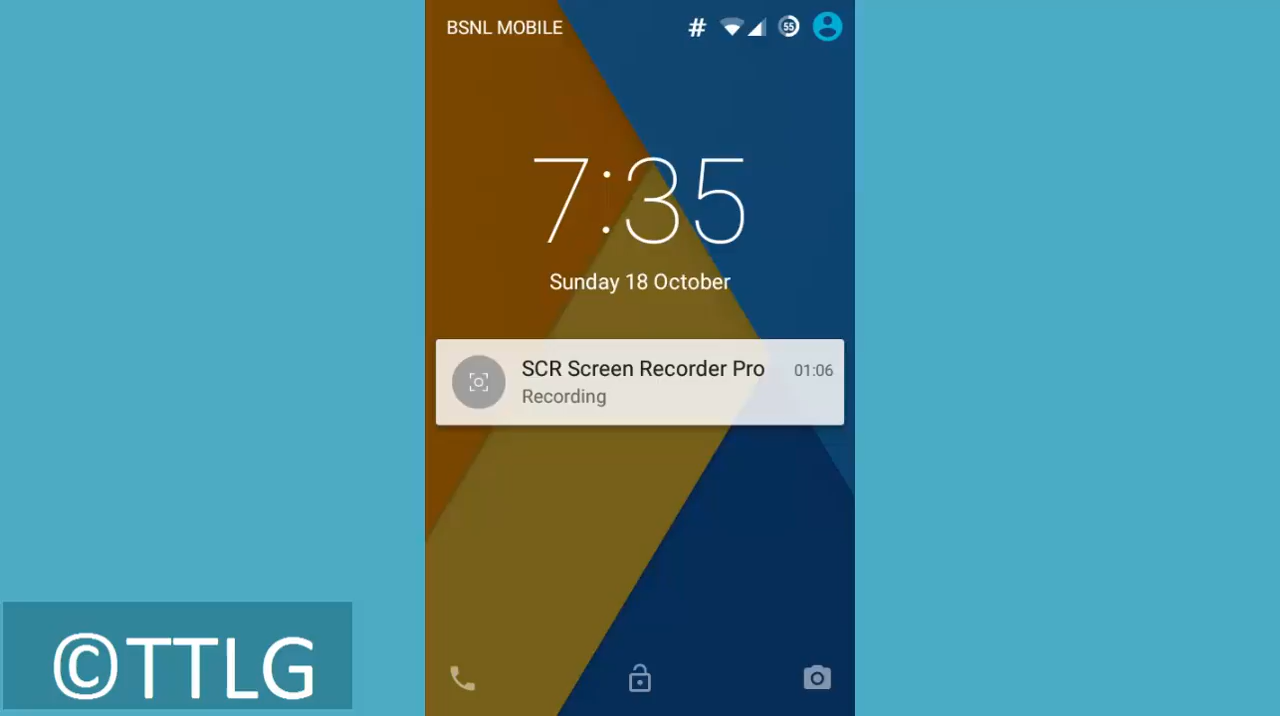 BSNL MOBILE
#
55
7:35
Sunday 18 October
SCR Screen Recorder Pro
01:06
Recording
©TTLG